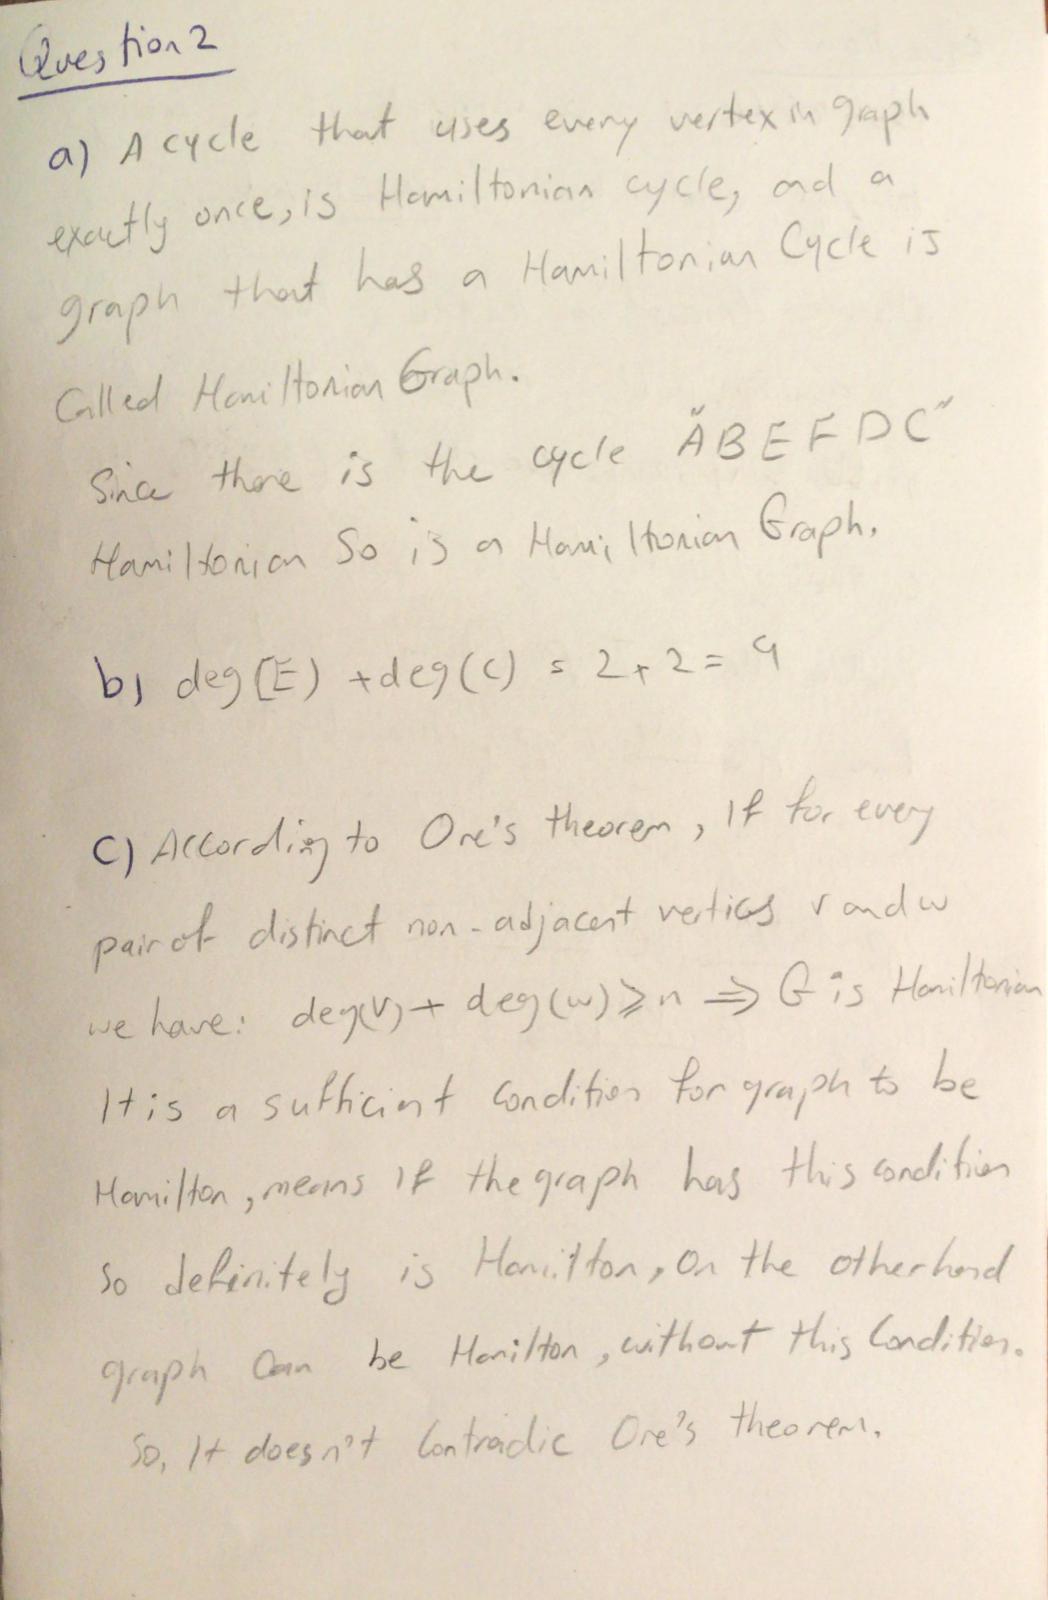 Question 2
a) A cycle that uses every vertex in graph
exactly once, is Hamiltonian cycle, and a
graph that has a Hamiltonian Cycle is
Called Hamiltonian Graph.
Since there is the cycle "ABEFDC"
Hamiltonian So is a Hamiltonian Graph.
b) deg(E) + deg(C) = 2 + 2 = 4
C) According to Ore's theorem, If for every
pair of distinct non-adjacent vertics v and w
we have: deg(v) + deg(w) ⩾ n ⇒ G is Hamiltonian
It is a sufficient Condition for graph to be
Hamilton, means If the graph has this condition
so definitely is Hamilton, On the other hand
graph Can be Hamilton, without this Condition.
So, It doesn't Contradic Ore's theorem.